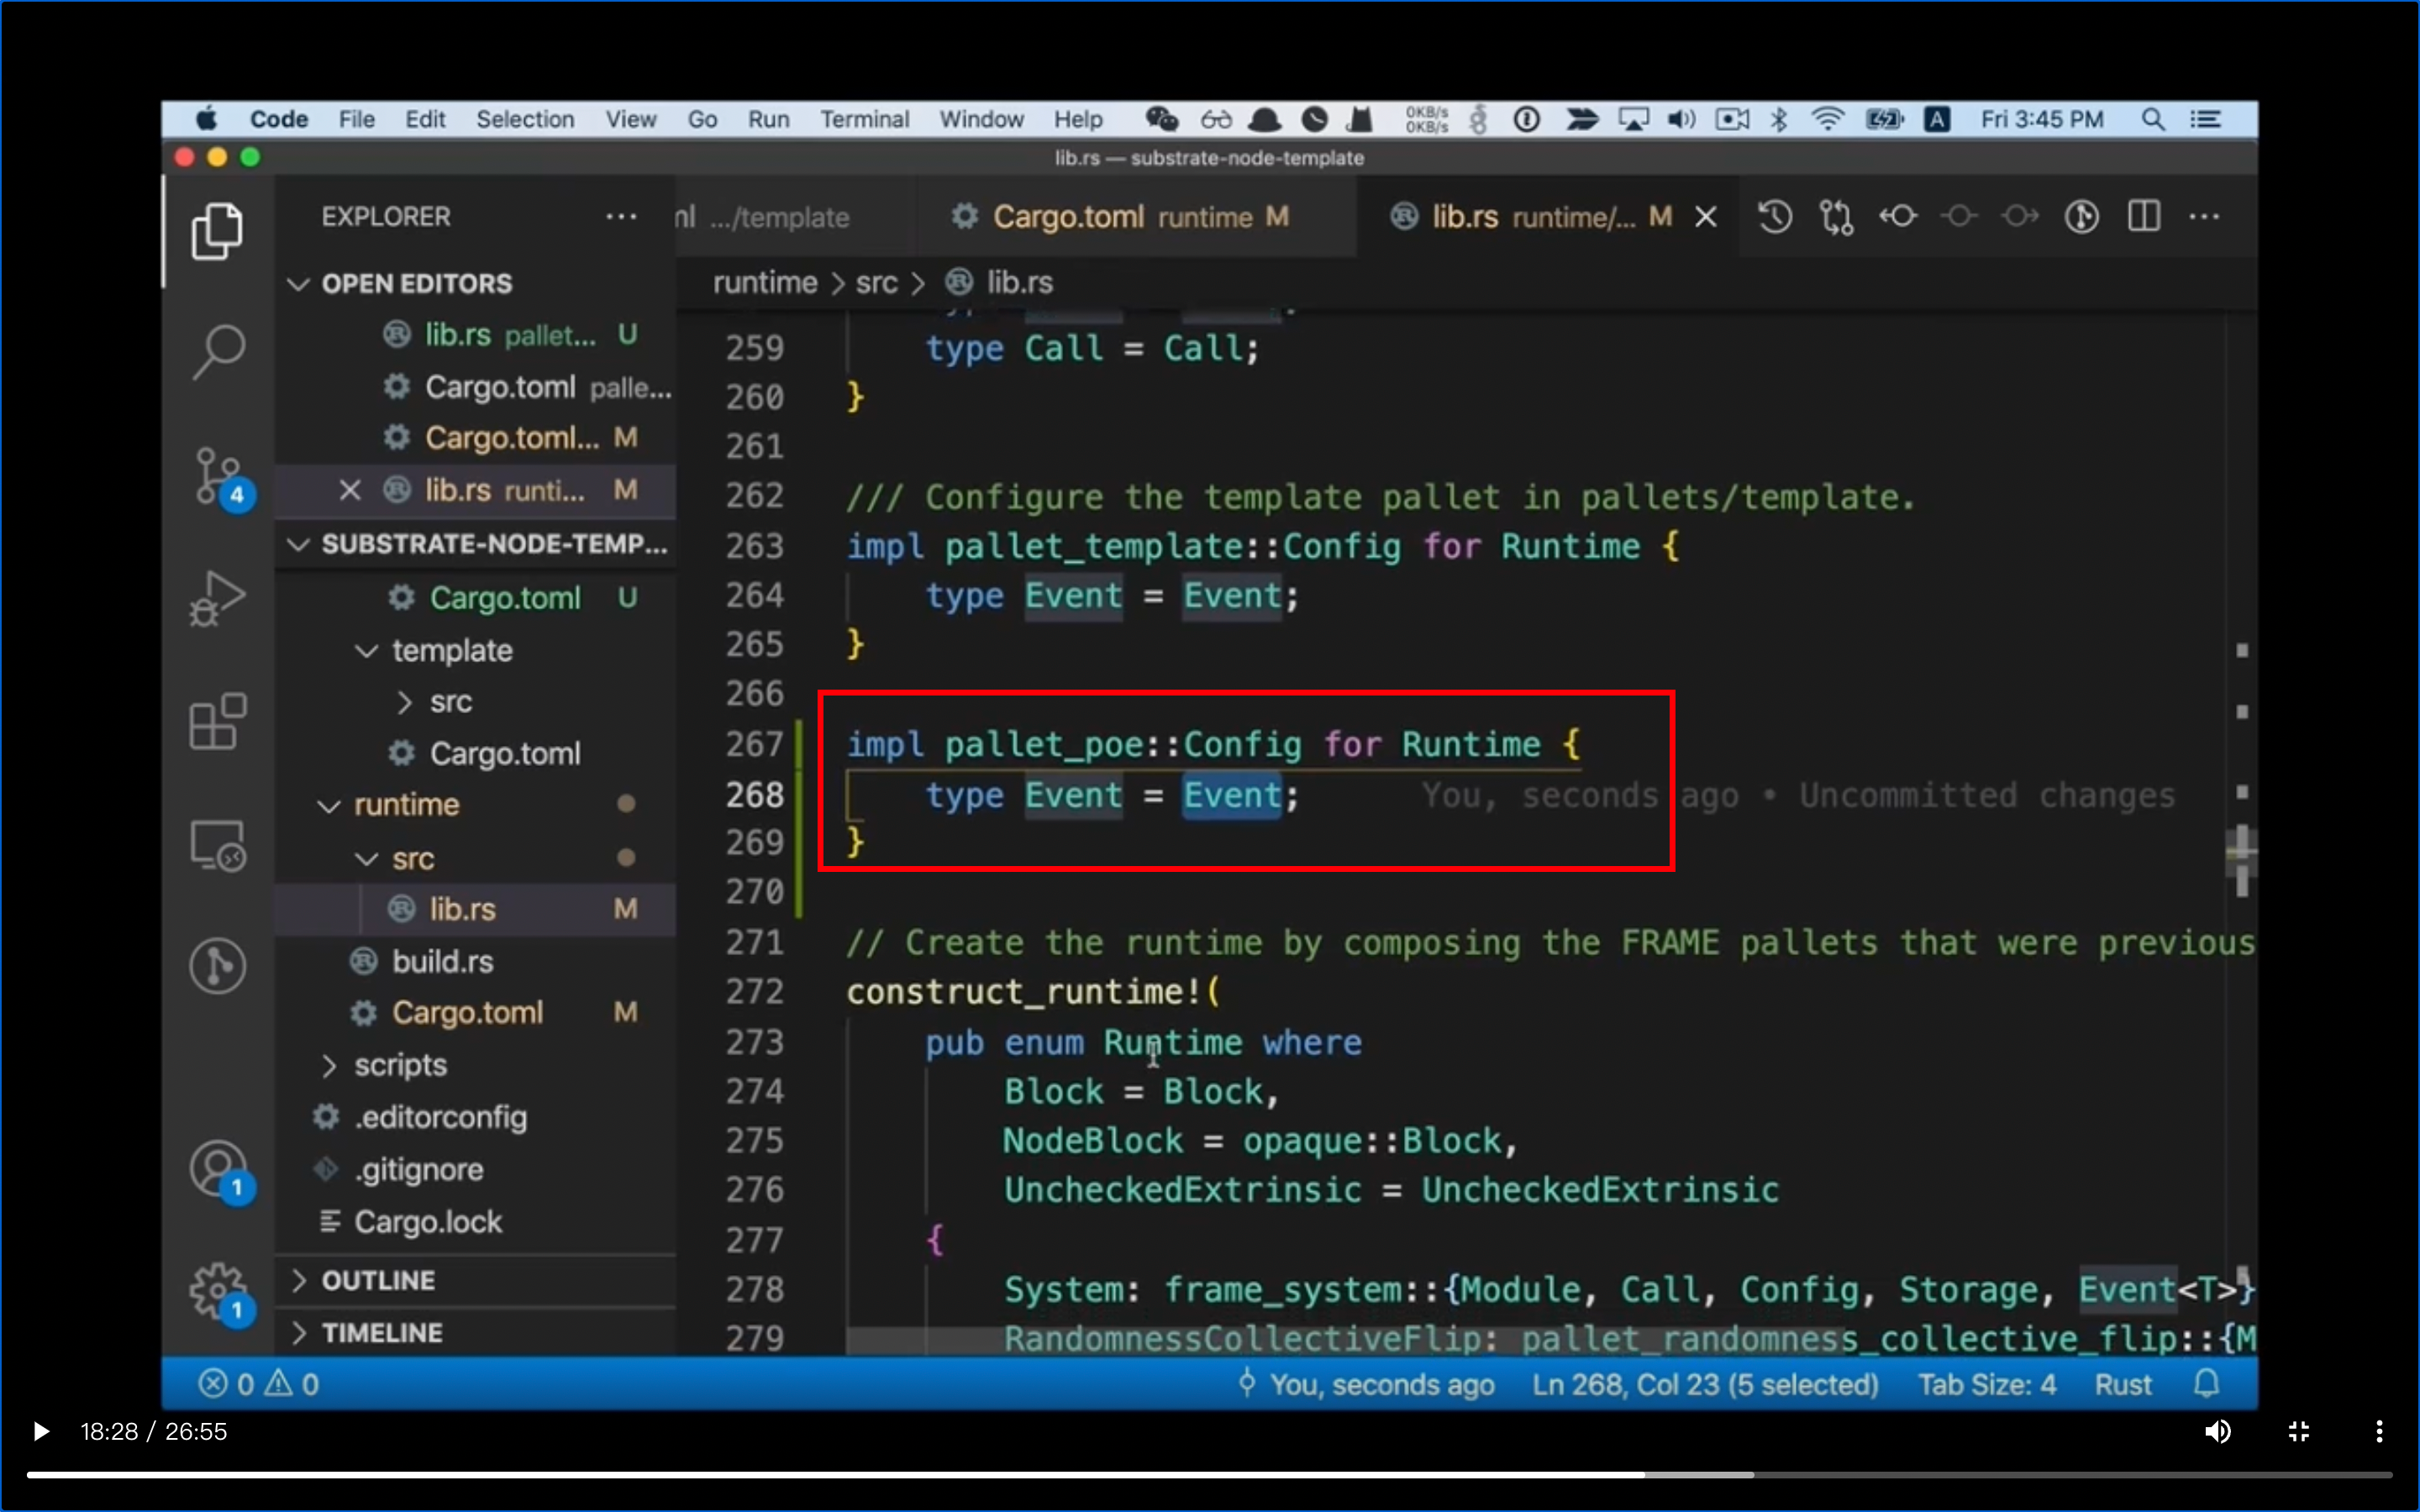 Code File Edit Selection View Go Run Terminal Window Help 0KB/s 0KB/s A Fri 3:45 PM
lib.rs — substrate-node-template
EXPLORER
nl .../template
Cargo.toml runtime M
lib.rs runtime/... M
runtime > src > lib.rs
OPEN EDITORS
lib.rs pallet... U
Cargo.toml palle...
Cargo.toml... M
lib.rs runti... M
4
SUBSTRATE-NODE-TEMP...
Cargo.toml U
template
src
Cargo.toml
runtime
src
lib.rs M
build.rs
Cargo.toml M
scripts
.editorconfig
.gitignore
Cargo.lock
1
OUTLINE
1
TIMELINE
259 type Call = Call;
260 }
261
262 /// Configure the template pallet in pallets/template.
263 impl pallet_template::Config for Runtime {
264 type Event = Event;
265 }
266
267 impl pallet_poe::Config for Runtime {
268 type Event = Event; You, seconds ago • Uncommitted changes
269 }
270
271 // Create the runtime by composing the FRAME pallets that were previous
272 construct_runtime!(
273 pub enum Runtime where
274 Block = Block,
275 NodeBlock = opaque::Block,
276 UncheckedExtrinsic = UncheckedExtrinsic
277 {
278 System: frame_system::{Module, Call, Config, Storage, Event<T>}
279 RandomnessCollectiveFlip: pallet_randomness_collective_flip::{M
0 0 You, seconds ago Ln 268, Col 23 (5 selected) Tab Size: 4 Rust
18:28 / 26:55